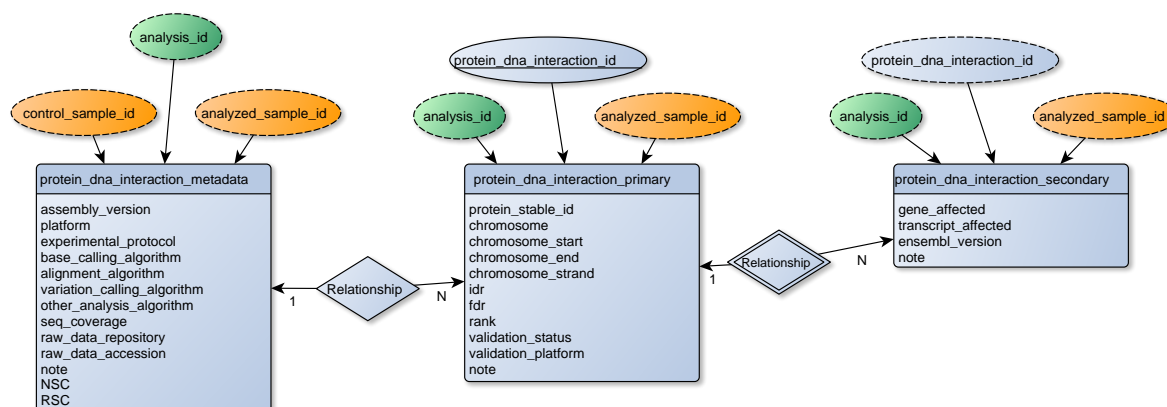 analysis_id
control_sample_id
analyzed_sample_id
protein_dna_interaction_metadata
assembly_version
platform
experimental_protocol
base_calling_algorithm
alignment_algorithm
variation_calling_algorithm
other_analysis_algorithm
seq_coverage
raw_data_repository
raw_data_accession
note
NSC
RSC
1
Relationship
N
protein_dna_interaction_id
analysis_id
analyzed_sample_id
protein_dna_interaction_primary
protein_stable_id
chromosome
chromosome_start
chromosome_end
chromosome_strand
idr
fdr
rank
validation_status
validation_platform
note
1
Relationship
N
protein_dna_interaction_id
analysis_id
analyzed_sample_id
protein_dna_interaction_secondary
gene_affected
transcript_affected
ensembl_version
note